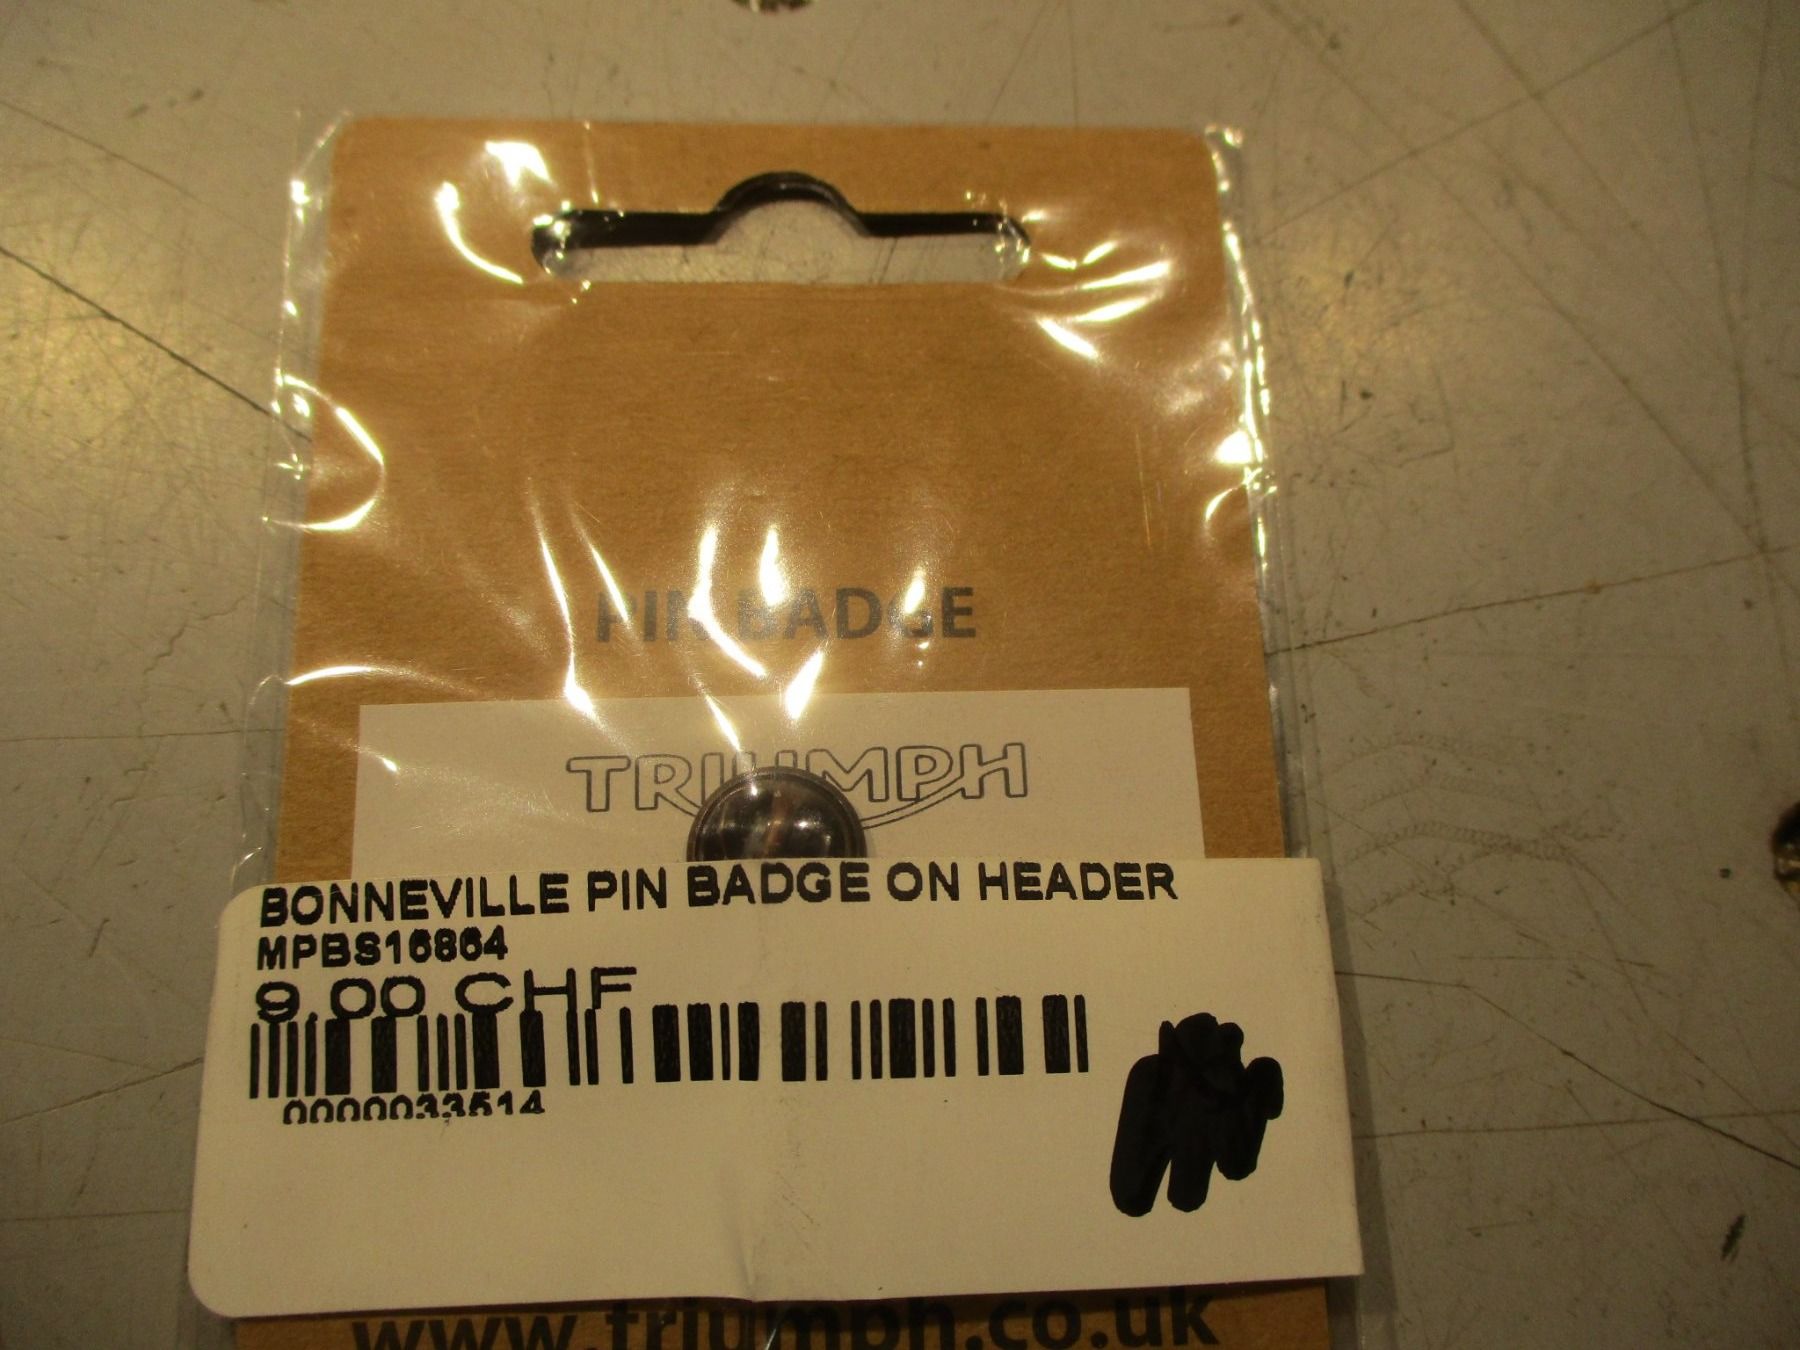 PIN BADGE
TRIUMPH
BONNEVILLE PIN BADGE ON HEADER
MPBS16864
9.00 CHF
0000033514
www.triumph.co.uk